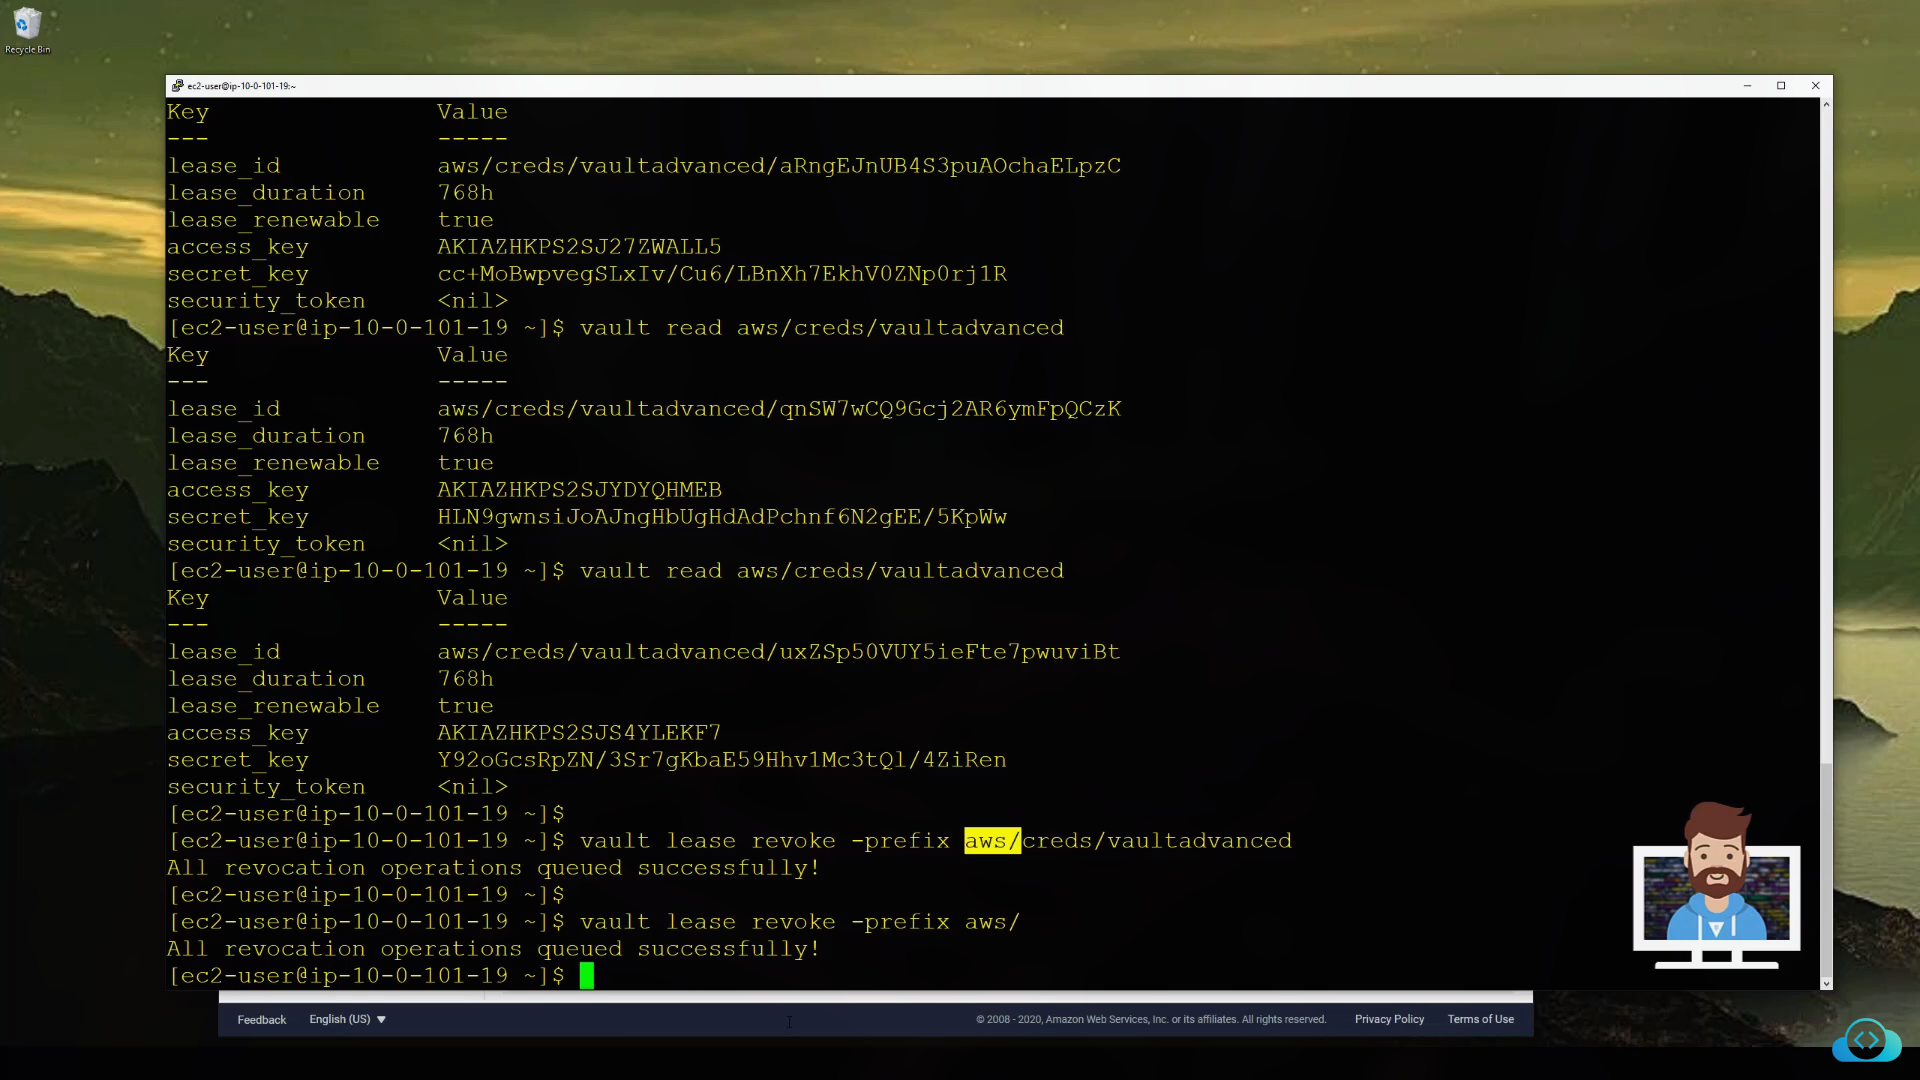 Recycle Bin
ec2-user@ip-10-0-101-19:~
Key Value
--- -----
lease_id aws/creds/vaultadvanced/aRngEJnUB4S3puAOchaELpzC
lease_duration 768h
lease_renewable true
access_key AKIAZHKPS2SJ27ZWALL5
secret_key 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
security_token <nil>
[ec2-user@ip-10-0-101-19 ~]$ vault read aws/creds/vaultadvanced
Key Value
--- -----
lease_id aws/creds/vaultadvanced/qnSW7wCQ9Gcj2AR6ymFpQCzK
lease_duration 768h
lease_renewable true
access_key AKIAZHKPS2SJYDYQHMEB
secret_key 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
security_token <nil>
[ec2-user@ip-10-0-101-19 ~]$ vault read aws/creds/vaultadvanced
Key Value
--- -----
lease_id aws/creds/vaultadvanced/uxZSp50VUY5ieFte7pwuviBt
lease_duration 768h
lease_renewable true
access_key AKIAZHKPS2SJS4YLEKF7
secret_key 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
security_token <nil>
[ec2-user@ip-10-0-101-19 ~]$
[ec2-user@ip-10-0-101-19 ~]$ vault lease revoke -prefix aws/creds/vaultadvanced
All revocation operations queued successfully!
[ec2-user@ip-10-0-101-19 ~]$
[ec2-user@ip-10-0-101-19 ~]$ vault lease revoke -prefix aws/
All revocation operations queued successfully!
[ec2-user@ip-10-0-101-19 ~]$
Feedback English (US) © 2008 - 2020, Amazon Web Services, Inc. or its affiliates. All rights reserved. Privacy Policy Terms of Use